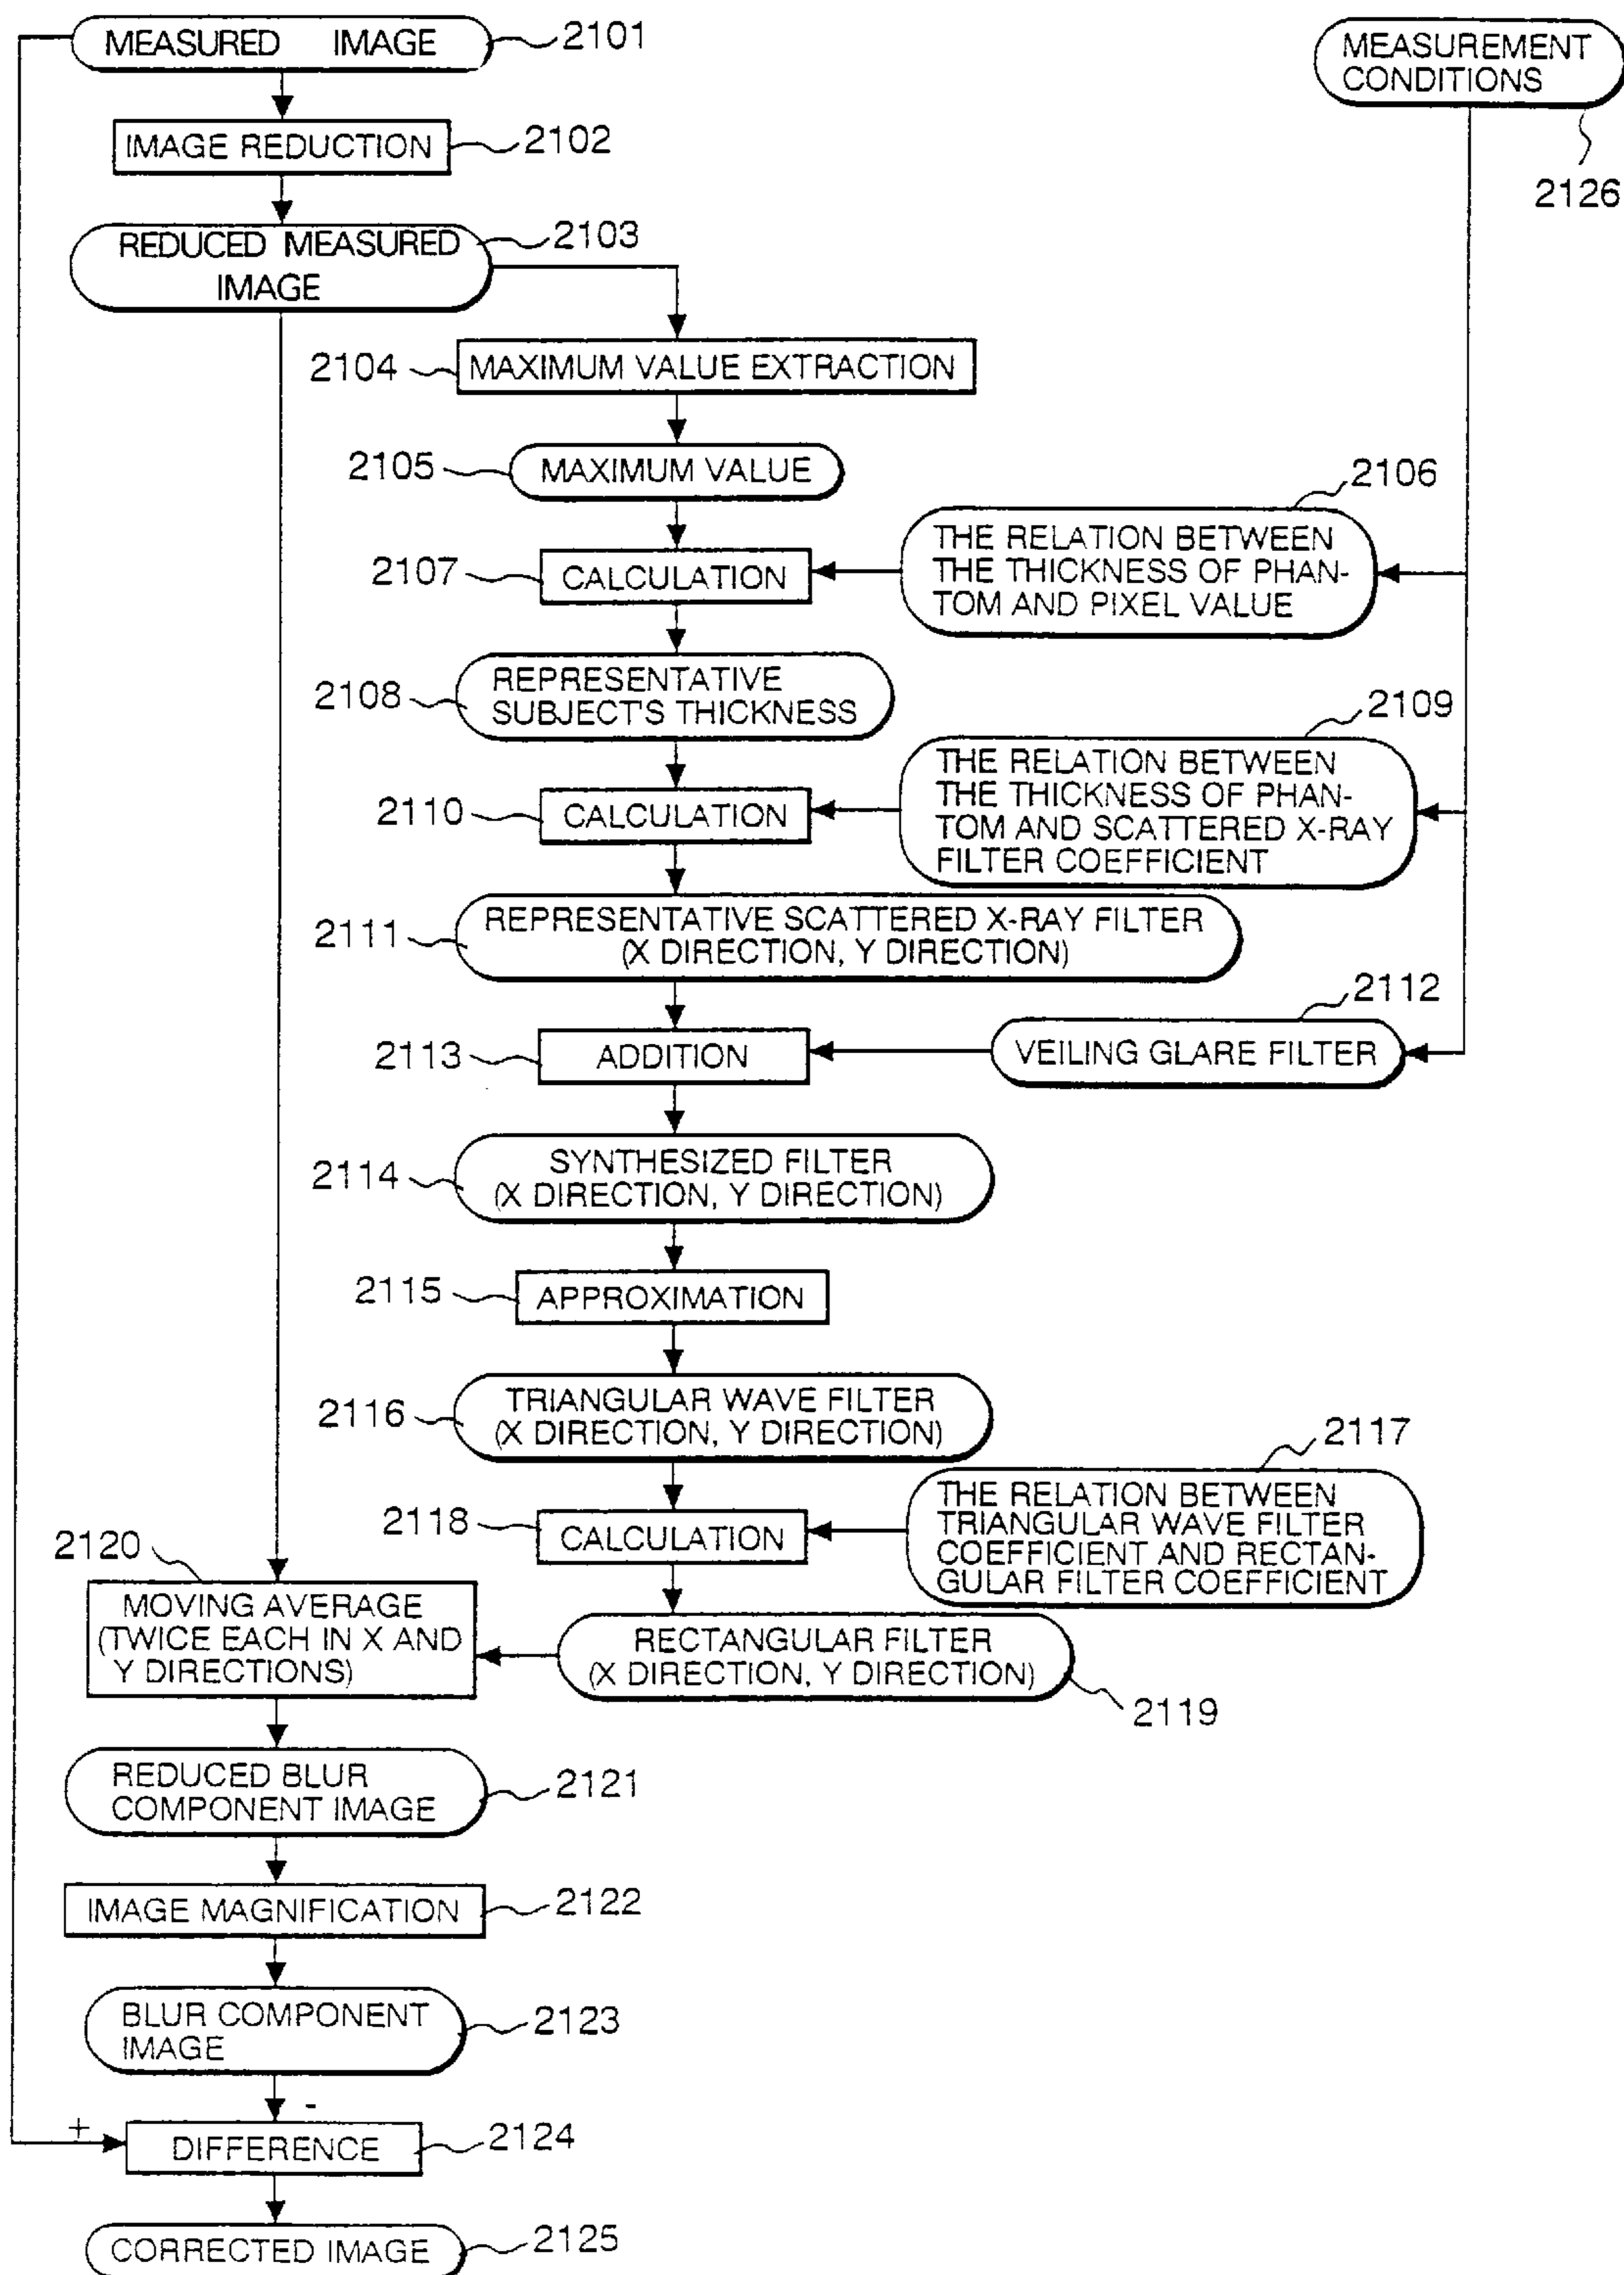 MEASURED IMAGE
2101
MEASUREMENT
CONDITIONS
2126
IMAGE REDUCTION
2102
REDUCED MEASURED
IMAGE
2103
2104
MAXIMUM VALUE EXTRACTION
2105
MAXIMUM VALUE
2106
THE RELATION BETWEEN
THE THICKNESS OF PHAN-
TOM AND PIXEL VALUE
2107
CALCULATION
2108
REPRESENTATIVE
SUBJECT'S THICKNESS
2109
THE RELATION BETWEEN
THE THICKNESS OF PHAN-
TOM AND SCATTERED X-RAY
FILTER COEFFICIENT
2110
CALCULATION
2111
REPRESENTATIVE SCATTERED X-RAY FILTER
(X DIRECTION, Y DIRECTION)
2112
VEILING GLARE FILTER
2113
ADDITION
2114
SYNTHESIZED FILTER
(X DIRECTION, Y DIRECTION)
2115
APPROXIMATION
2116
TRIANGULAR WAVE FILTER
(X DIRECTION, Y DIRECTION)
2117
THE RELATION BETWEEN
TRIANGULAR WAVE FILTER
COEFFICIENT AND RECTAN-
GULAR FILTER COEFFICIENT
2118
CALCULATION
2120
MOVING AVERAGE
(TWICE EACH IN X AND
Y DIRECTIONS)
RECTANGULAR FILTER
(X DIRECTION, Y DIRECTION)
2119
REDUCED BLUR
COMPONENT IMAGE
2121
IMAGE MAGNIFICATION
2122
BLUR COMPONENT
IMAGE
2123
-
+
DIFFERENCE
2124
CORRECTED IMAGE
2125